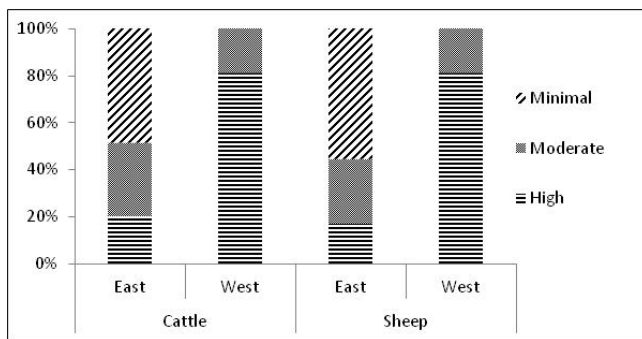 100%
80%
60%
40%
20%
0%
East
West
East
West
Cattle
Sheep
Minimal
Moderate
High